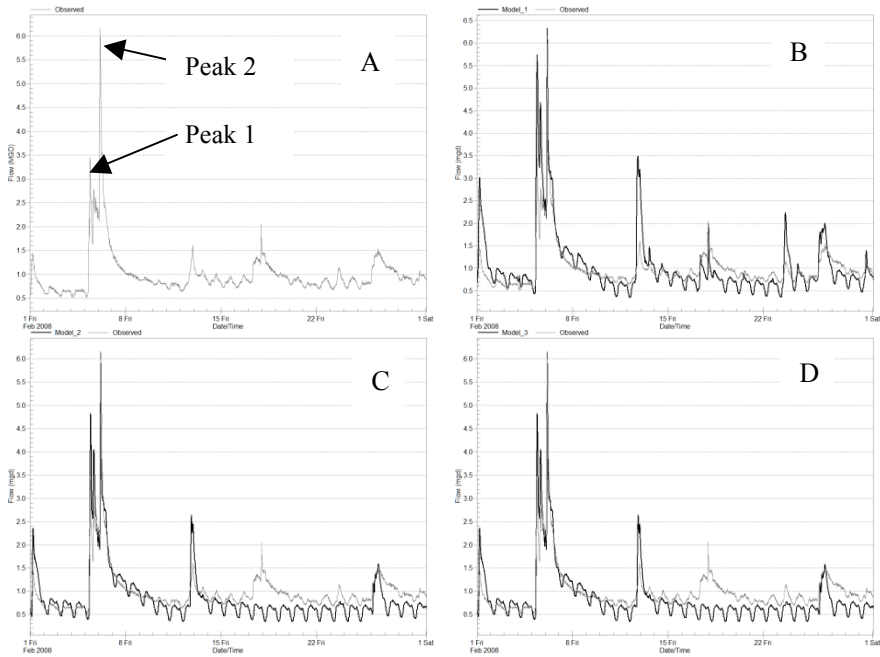 Observed
6.0
5.5
5.0
4.5
4.0
3.5
3.0
2.5
2.0
1.5
1.0
0.5
Flow (MGD)
Peak 2
Peak 1
A
1 Fri
Feb 2008
8 Fri
15 Fri
22 Fri
1 Sat
Date/Time
Model_1 Observed
6.5
6.0
5.5
5.0
4.5
4.0
3.5
3.0
2.5
2.0
1.5
1.0
0.5
Flow (mgd)
B
1 Fri
Feb 2008
8 Fri
15 Fri
22 Fri
1 Sat
Date/Time
Model_2 Observed
6.0
5.5
5.0
4.5
4.0
3.5
3.0
2.5
2.0
1.5
1.0
0.5
Flow (mgd)
C
1 Fri
Feb 2008
8 Fri
15 Fri
22 Fri
1 Sat
Date/Time
Model_3 Observed
6.0
5.5
5.0
4.5
4.0
3.5
3.0
2.5
2.0
1.5
1.0
0.5
Flow (mgd)
D
1 Fri
Feb 2008
8 Fri
15 Fri
22 Fri
1 Sat
Date/Time